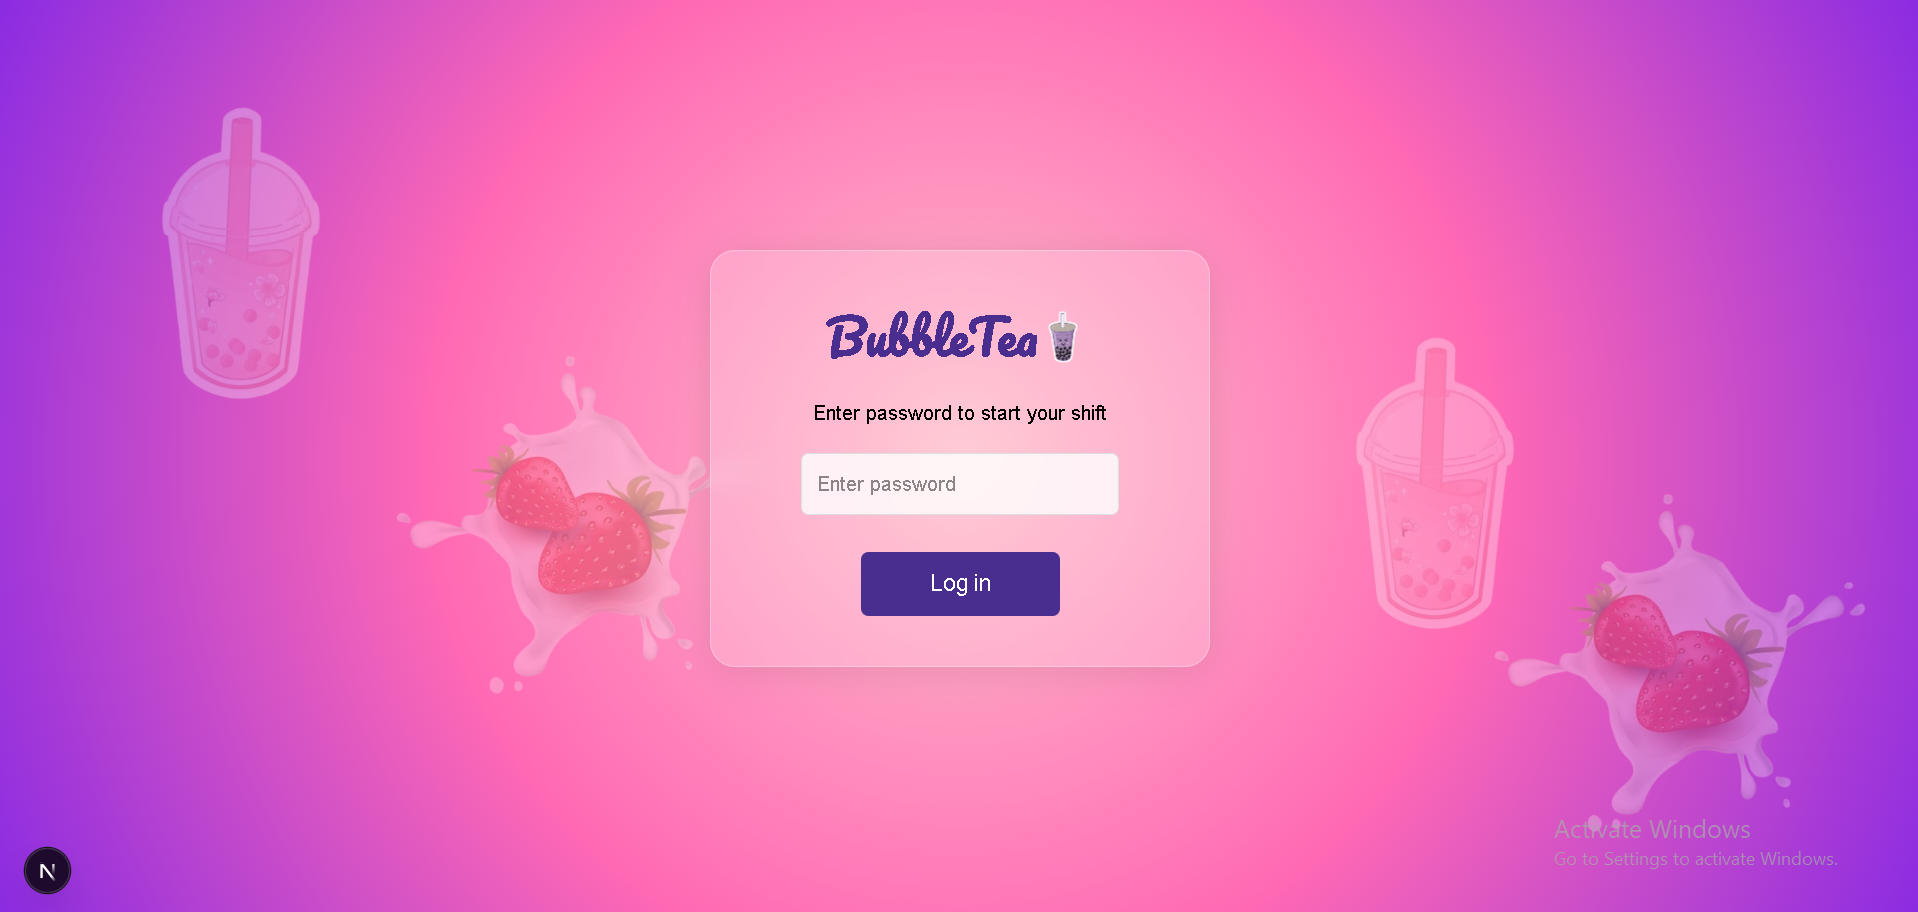 BubbleTea
Enter password to start your shift
Enter password
Log in
Activate Windows
Go to Settings to activate Windows.
N